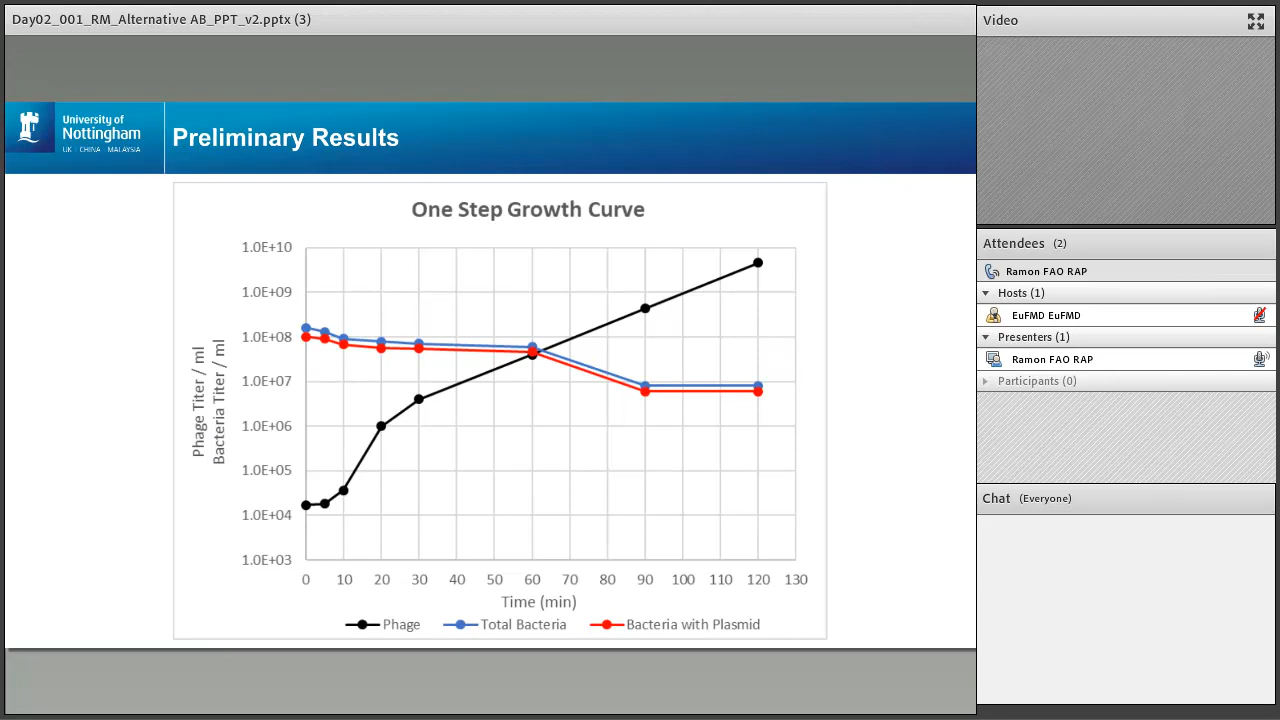 Day02_001_RM_Alternative AB_PPT_v2.pptx (3)
University of
Nottingham
UK | CHINA | MALAYSIA
Preliminary Results
One Step Growth Curve
1.0E+10
1.0E+09
1.0E+08
1.0E+07
1.0E+06
1.0E+05
1.0E+04
1.0E+03
Phage Titer / ml
Bacteria Titer / ml
0 10 20 30 40 50 60 70 80 90 100 110 120 130
Time (min)
Phage Total Bacteria Bacteria with Plasmid
Video
Attendees (2)
Ramon FAO RAP
Hosts (1)
EuFMD EuFMD
Presenters (1)
Ramon FAO RAP
Participants (0)
Chat (Everyone)